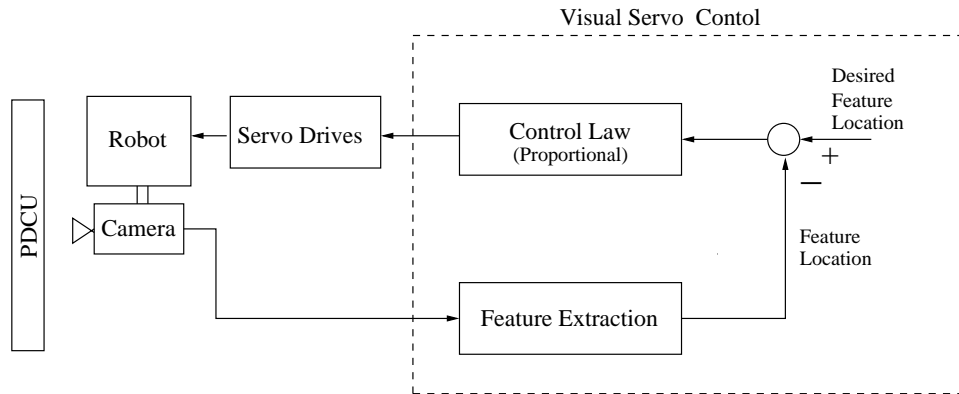 Visual Servo Contol
Desired
Feature
Location
Robot
Servo Drives
Control Law
(Proportional)
+
−
PDCU
Camera
Feature
Location
Feature Extraction